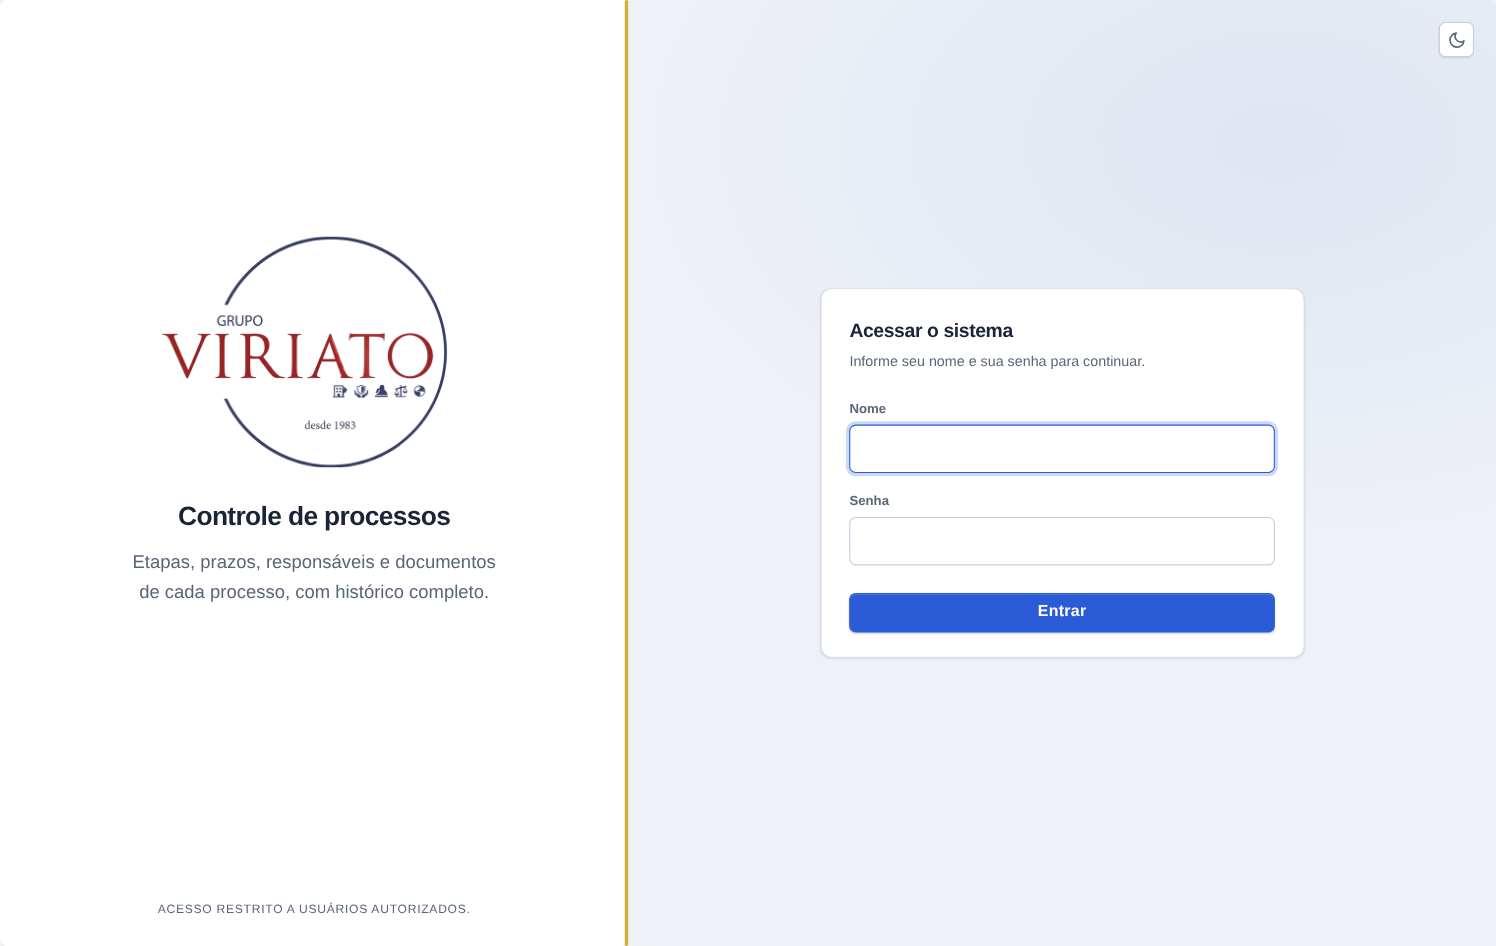 GRUPO
VIRIATO
desde 1983
Controle de processos
Etapas, prazos, responsáveis e documentos
de cada processo, com histórico completo.
ACESSO RESTRITO A USUÁRIOS AUTORIZADOS.
Acessar o sistema
Informe seu nome e sua senha para continuar.
Nome
Senha
Entrar